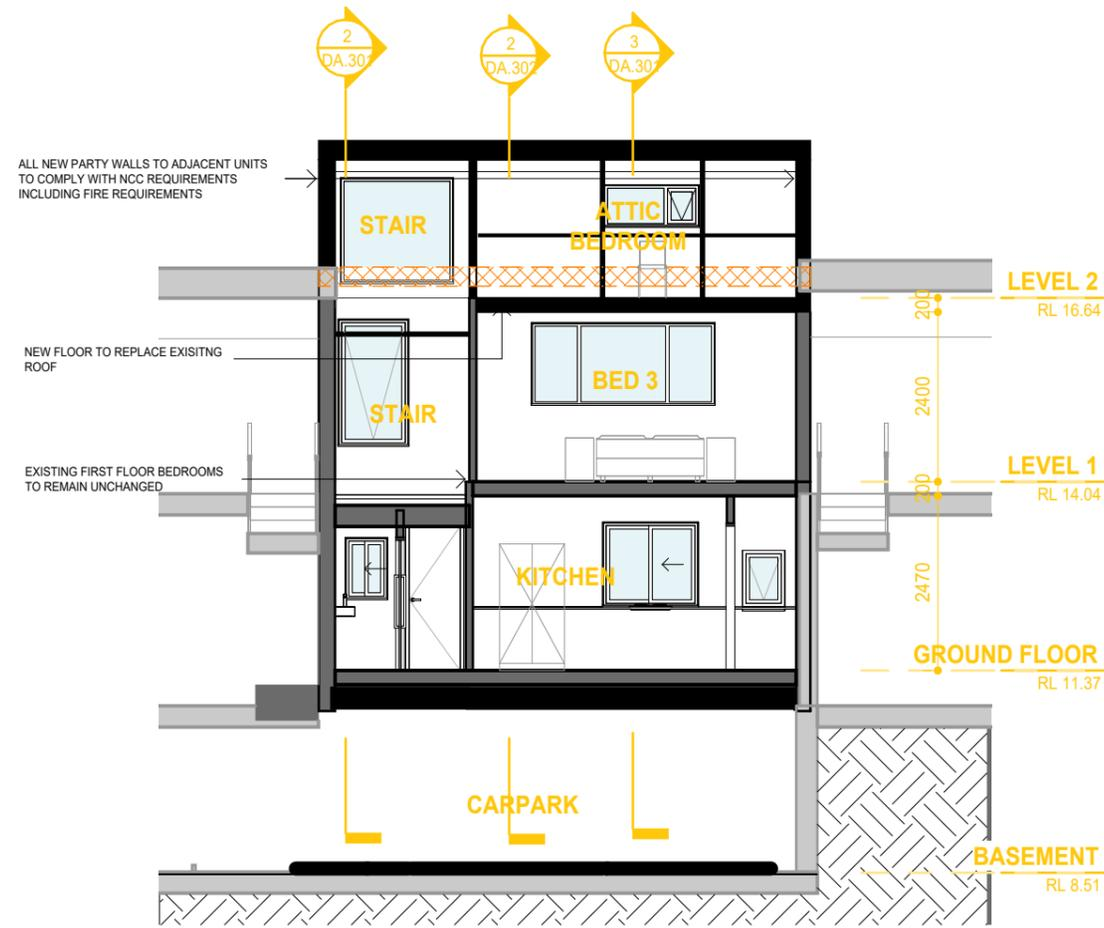 2
DA.301
2
DA.302
3
DA.302
ALL NEW PARTY WALLS TO ADJACENT UNITS
TO COMPLY WITH NCC REQUIREMENTS
INCLUDING FIRE REQUIREMENTS
STAIR
ATTIC
BEDROOM
LEVEL 2
RL 16.64
200
NEW FLOOR TO REPLACE EXISITNG
ROOF
BED 3
2400
STAIR
EXISTING FIRST FLOOR BEDROOMS
TO REMAIN UNCHANGED
LEVEL 1
RL 14.04
200
KITCHEN
2470
GROUND FLOOR
RL 11.37
CARPARK
BASEMENT
RL 8.51